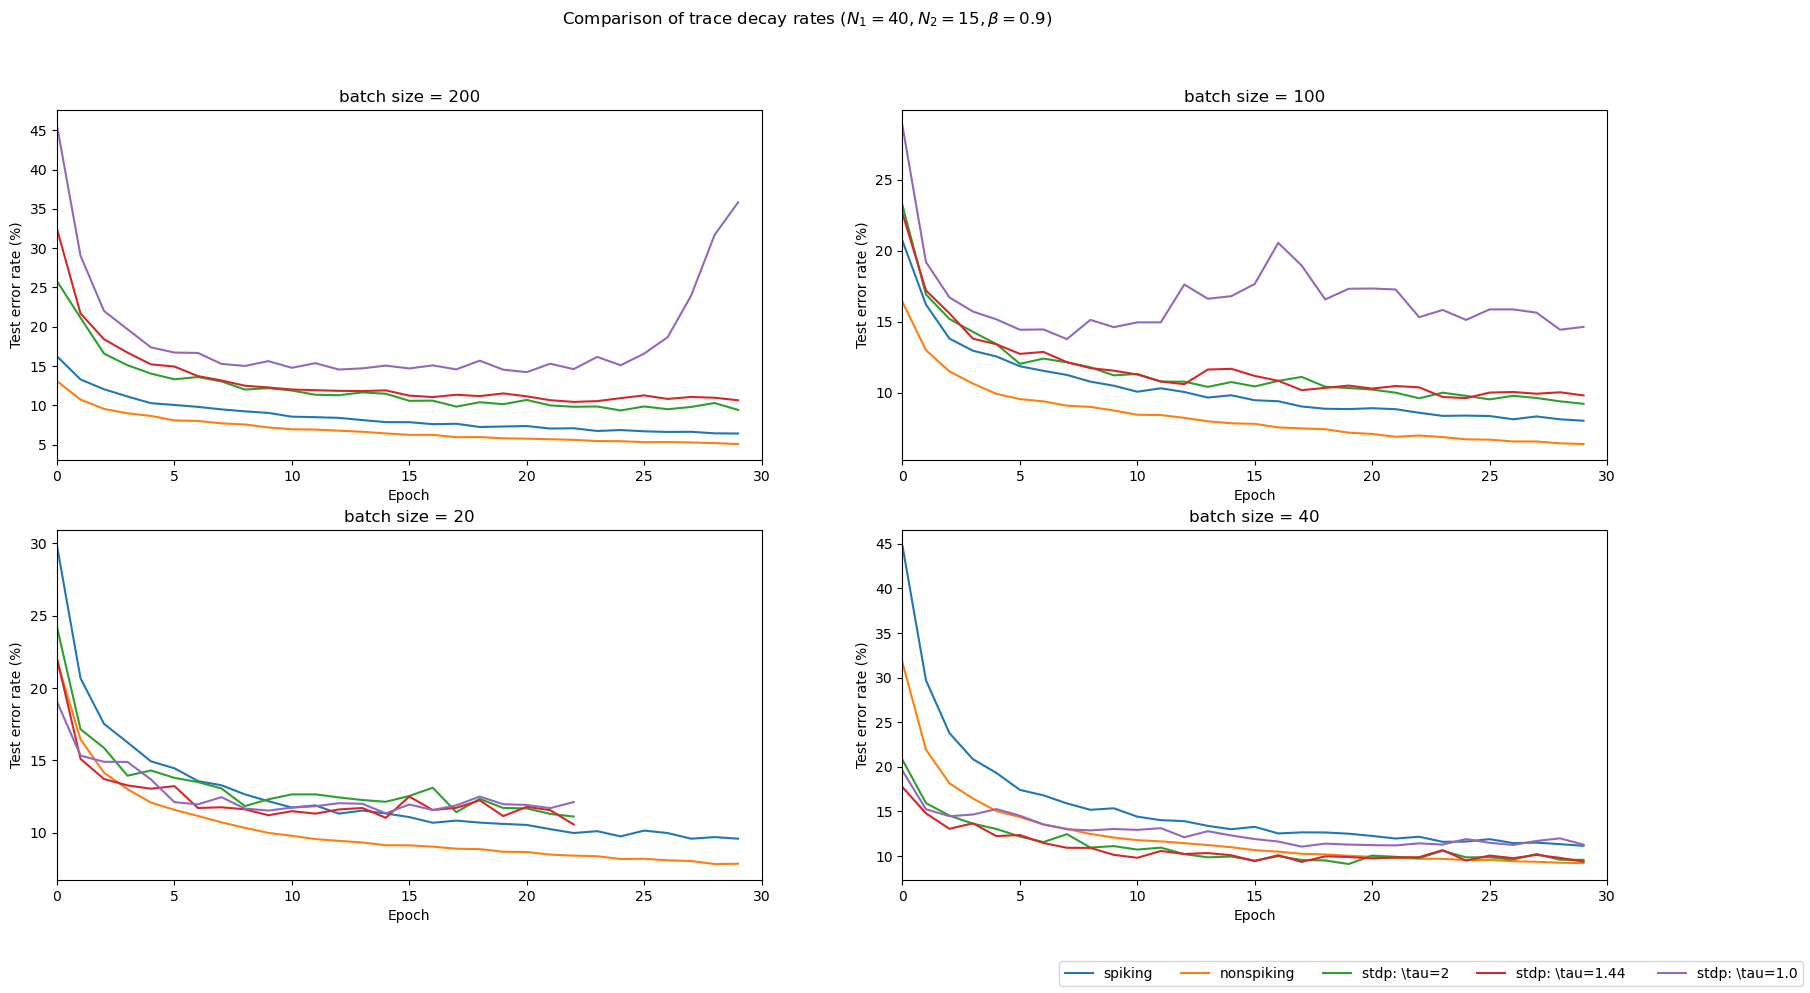 Comparison of trace decay rates (N₁ = 40, N₂ = 15, β = 0.9)
batch size = 200
45
40
35
30
25
20
15
10
5
Test error rate (%)
0 5 10 15 20 25 30
Epoch
batch size = 100
25
20
15
10
Test error rate (%)
0 5 10 15 20 25 30
Epoch
batch size = 20
30
25
20
15
10
Test error rate (%)
0 5 10 15 20 25 30
Epoch
batch size = 40
45
40
35
30
25
20
15
10
Test error rate (%)
0 5 10 15 20 25 30
Epoch
spiking nonspiking stdp: \tau=2 stdp: \tau=1.44 stdp: \tau=1.0